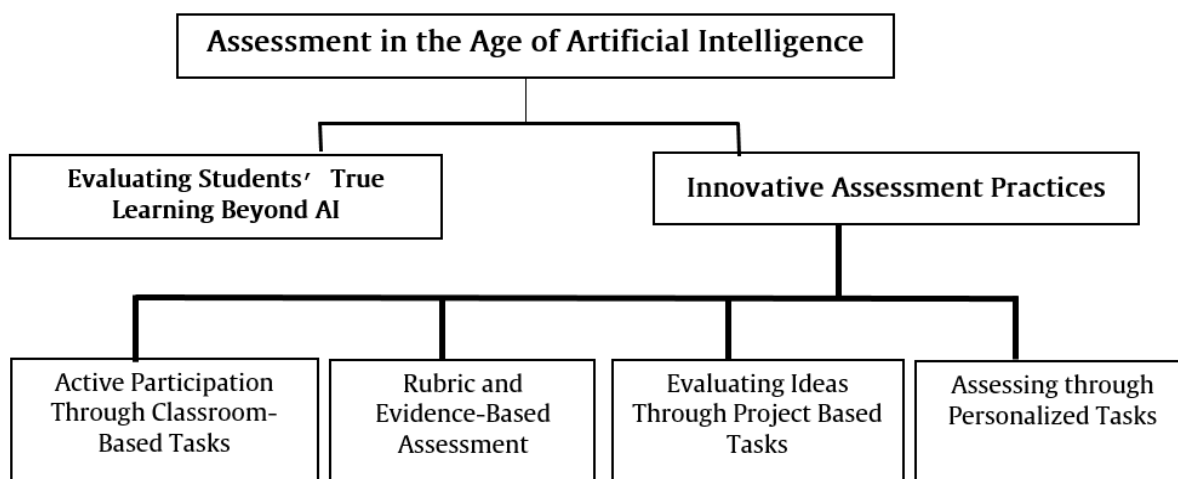 Assessment in the Age of Artificial Intelligence
Evaluating Students′ True
Learning Beyond AI
Innovative Assessment Practices
Active Participation
Through Classroom-
Based Tasks
Rubric and
Evidence-Based
Assessment
Evaluating Ideas
Through Project Based
Tasks
Assessing through
Personalized Tasks